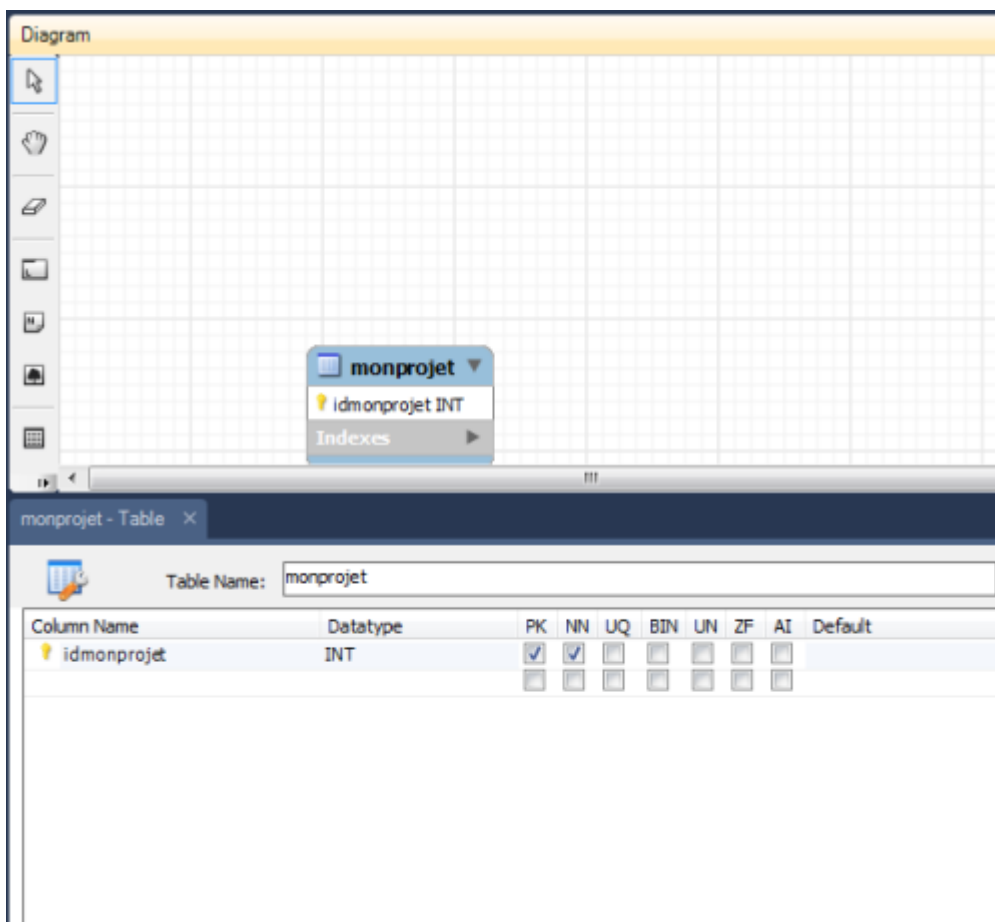 Diagram
monprojet
idmonprojet INT
Indexes
monprojet - Table
Table Name: monprojet
Column Name Datatype PK NN UQ BIN UN ZF AI Default
idmonprojet INT